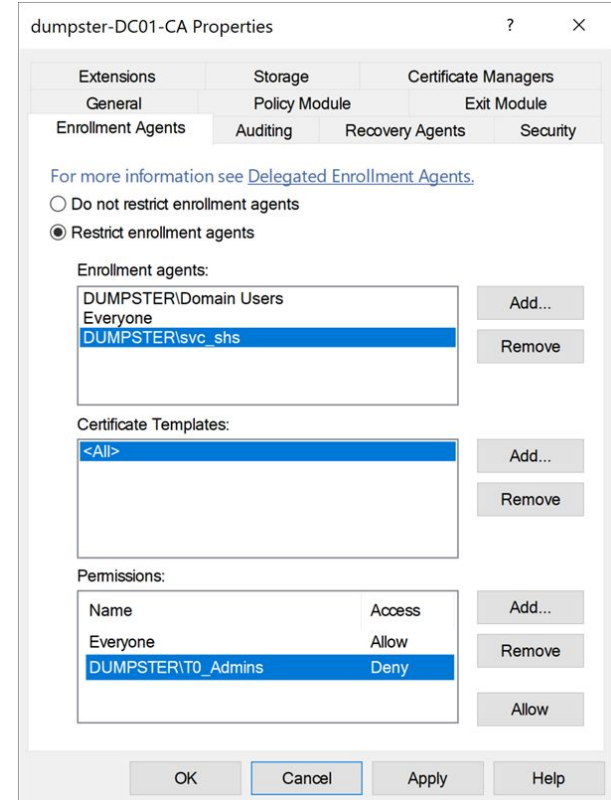 dumpster-DC01-CA Properties ? ×
Extensions Storage Certificate Managers
General Policy Module Exit Module
Enrollment Agents Auditing Recovery Agents Security
For more information see Delegated Enrollment Agents.
Do not restrict enrollment agents
Restrict enrollment agents
Enrollment agents:
DUMPSTER\Domain Users
Everyone
DUMPSTER\svc_shs
Add...
Remove
Certificate Templates:
<All>
Add...
Remove
Permissions:
Name Access
Everyone Allow
DUMPSTER\T0_Admins Deny
Add...
Remove
Allow
OK Cancel Apply Help